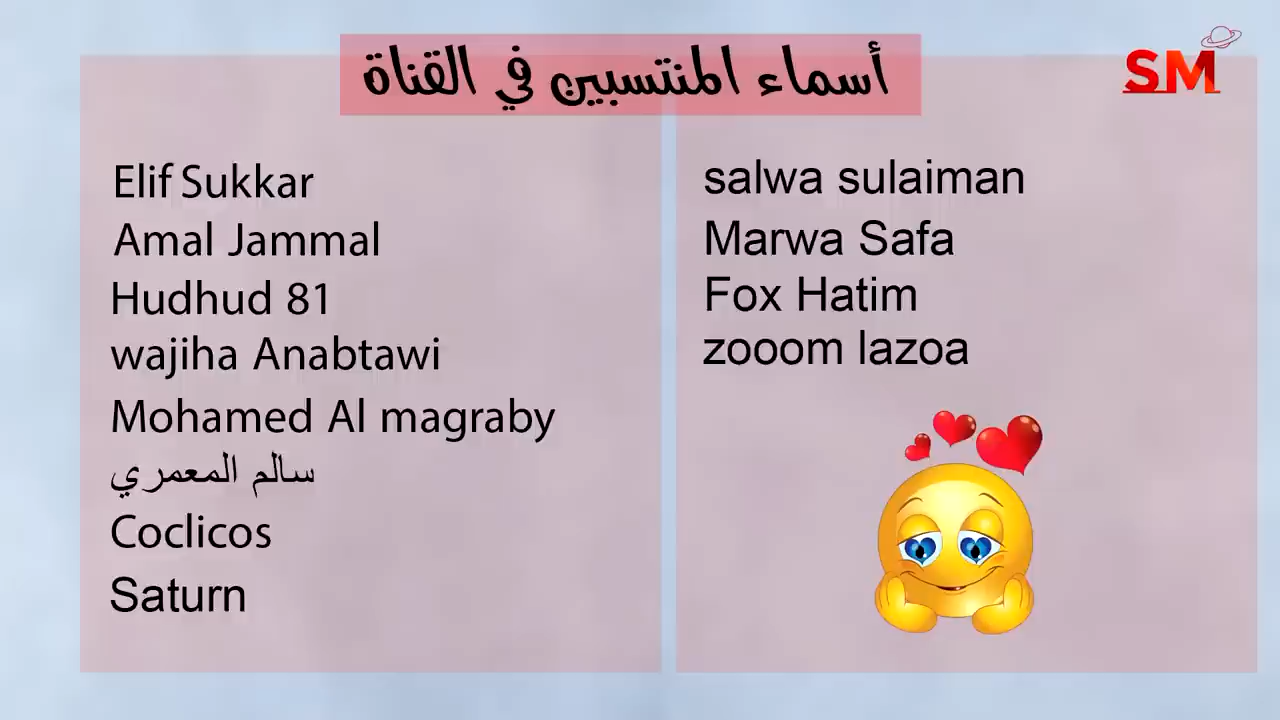 أسماء المنتسبين في القناة
SM
Elif Sukkar
Amal Jammal
Hudhud 81
wajiha Anabtawi
Mohamed Al magraby
سالم المعمري
Coclicos
Saturn
salwa sulaiman
Marwa Safa
Fox Hatim
zooom lazoa